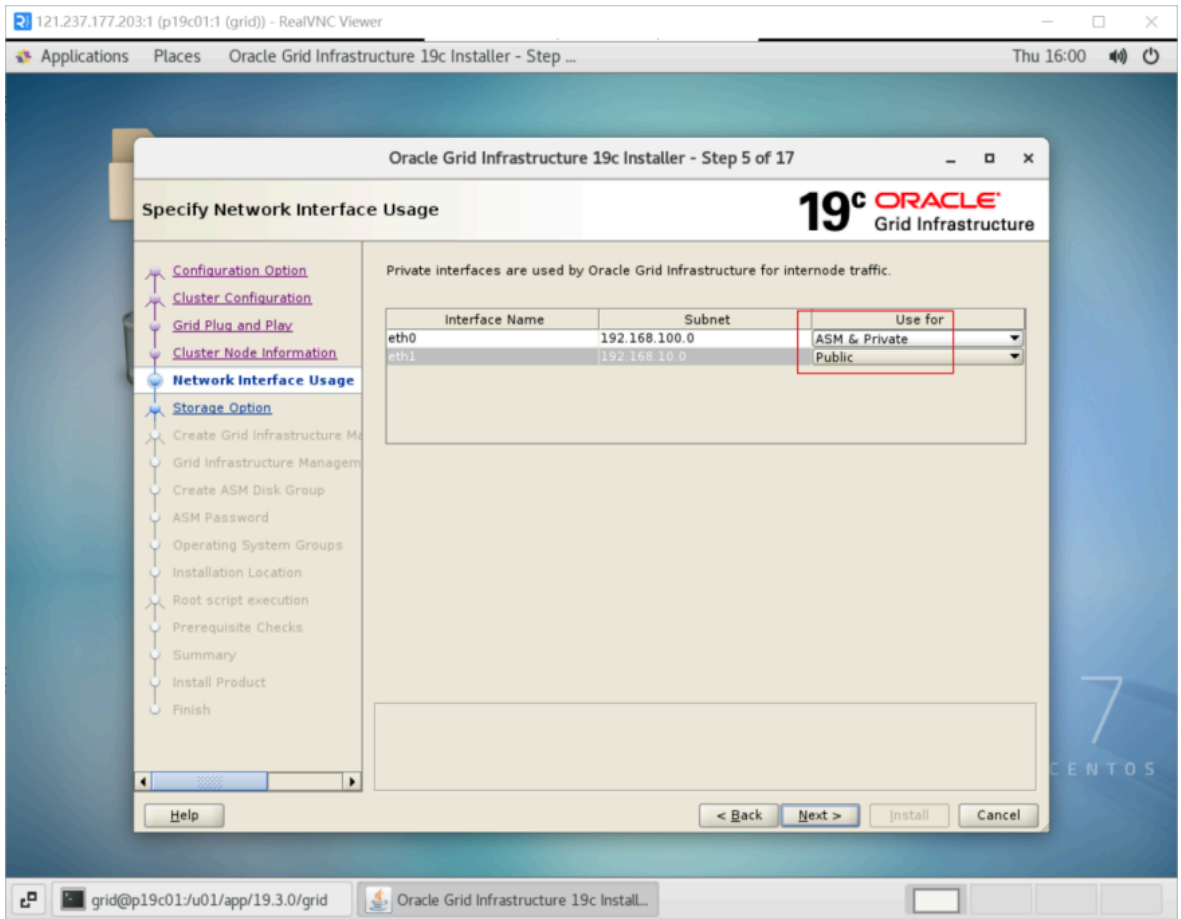 121.237.177.203:1 (p19c01:1 (grid)) - RealVNC Viewer
Applications Places Oracle Grid Infrastructure 19c Installer - Step ... Thu 16:00
Oracle Grid Infrastructure 19c Installer - Step 5 of 17
Specify Network Interface Usage
19c ORACLE
Grid Infrastructure
Configuration Option
Cluster Configuration
Grid Plug and Play
Cluster Node Information
Network Interface Usage
Storage Option
Create Grid Infrastructure Ma
Grid Infrastructure Managem
Create ASM Disk Group
ASM Password
Operating System Groups
Installation Location
Root script execution
Prerequisite Checks
Summary
Install Product
Finish
Private interfaces are used by Oracle Grid Infrastructure for internode traffic.
Interface Name Subnet Use for
eth0 192.168.100.0 ASM & Private
eth1 192.168.10.0 Public
7
CENTOS
Help < Back Next > Install Cancel
grid@p19c01:/u01/app/19.3.0/grid Oracle Grid Infrastructure 19c Install...